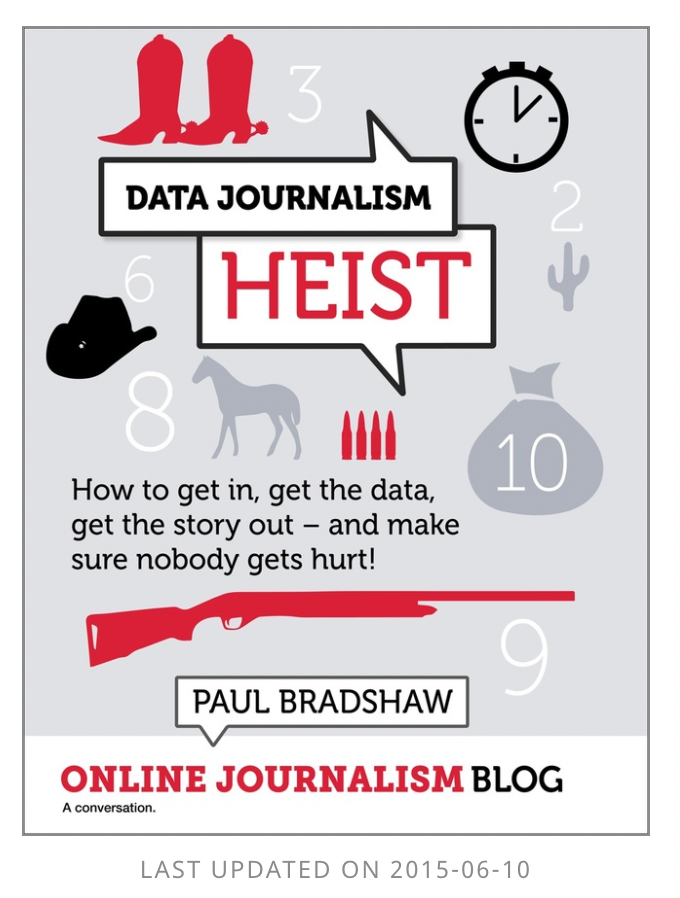 3
DATA JOURNALISM
2
HEIST
6
8
10
How to get in, get the data,
get the story out – and make
sure nobody gets hurt!
9
PAUL BRADSHAW
ONLINE JOURNALISM BLOG
A conversation.
LAST UPDATED ON 2015-06-10